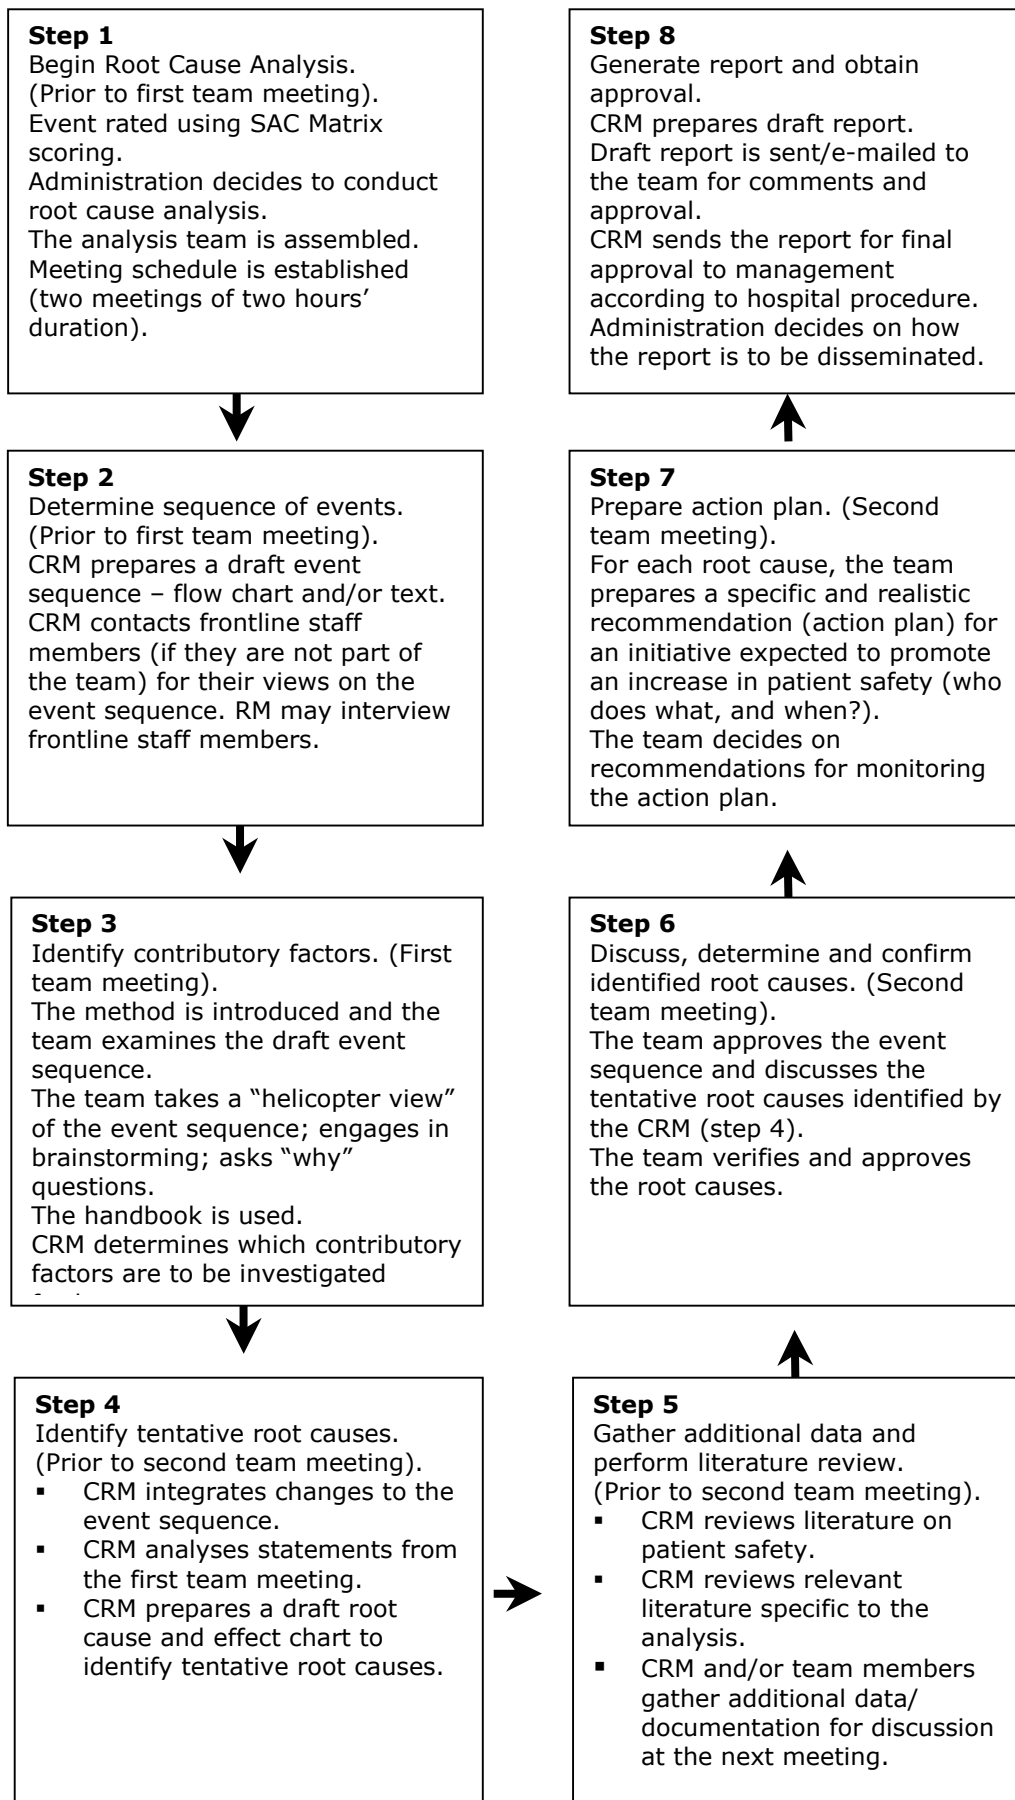 Step 1
Begin Root Cause Analysis.
(Prior to first team meeting).
Event rated using SAC Matrix
scoring.
Administration decides to conduct
root cause analysis.
The analysis team is assembled.
Meeting schedule is established
(two meetings of two hours’
duration).
Step 2
Determine sequence of events.
(Prior to first team meeting).
CRM prepares a draft event
sequence – flow chart and/or text.
CRM contacts frontline staff
members (if they are not part of
the team) for their views on the
event sequence. RM may interview
frontline staff members.
Step 3
Identify contributory factors. (First
team meeting).
The method is introduced and the
team examines the draft event
sequence.
The team takes a “helicopter view”
of the event sequence; engages in
brainstorming; asks “why”
questions.
The handbook is used.
CRM determines which contributory
factors are to be investigated
Step 4
Identify tentative root causes.
(Prior to second team meeting).
▪ CRM integrates changes to the
event sequence.
▪ CRM analyses statements from
the first team meeting.
▪ CRM prepares a draft root
cause and effect chart to
identify tentative root causes.
Step 5
Gather additional data and
perform literature review.
(Prior to second team meeting).
▪ CRM reviews literature on
patient safety.
▪ CRM reviews relevant
literature specific to the
analysis.
▪ CRM and/or team members
gather additional data/
documentation for discussion
at the next meeting.
Step 6
Discuss, determine and confirm
identified root causes. (Second
team meeting).
The team approves the event
sequence and discusses the
tentative root causes identified by
the CRM (step 4).
The team verifies and approves
the root causes.
Step 7
Prepare action plan. (Second
team meeting).
For each root cause, the team
prepares a specific and realistic
recommendation (action plan) for
an initiative expected to promote
an increase in patient safety (who
does what, and when?).
The team decides on
recommendations for monitoring
the action plan.
Step 8
Generate report and obtain
approval.
CRM prepares draft report.
Draft report is sent/e-mailed to
the team for comments and
approval.
CRM sends the report for final
approval to management
according to hospital procedure.
Administration decides on how
the report is to be disseminated.